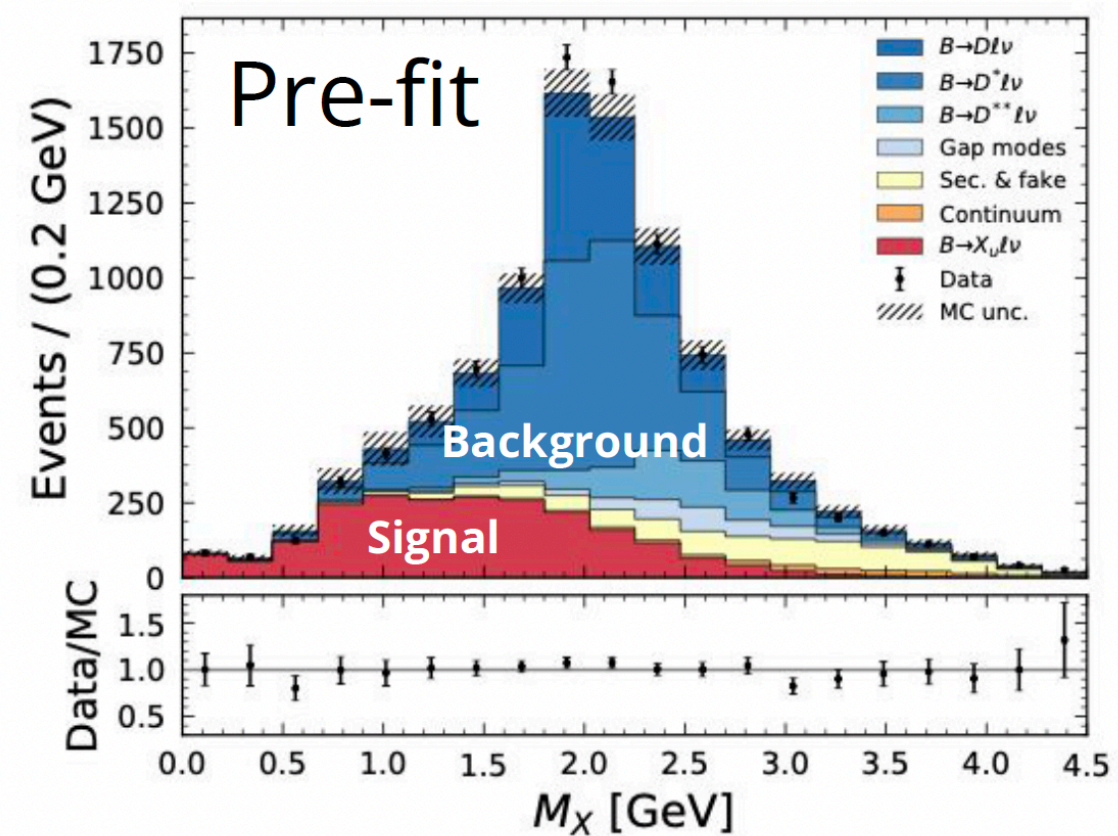 Pre-fit
Events / (0.2 GeV)
1750
1500
1250
1000
750
500
250
0
B→Dℓν
B→D*ℓν
B→D**ℓν
Gap modes
Sec. & fake
Continuum
B→Xᵤℓν
Data
MC unc.
Background
Signal
Data/MC
1.5
1.0
0.5
0.0 0.5 1.0 1.5 2.0 2.5 3.0 3.5 4.0 4.5
M_X [GeV]